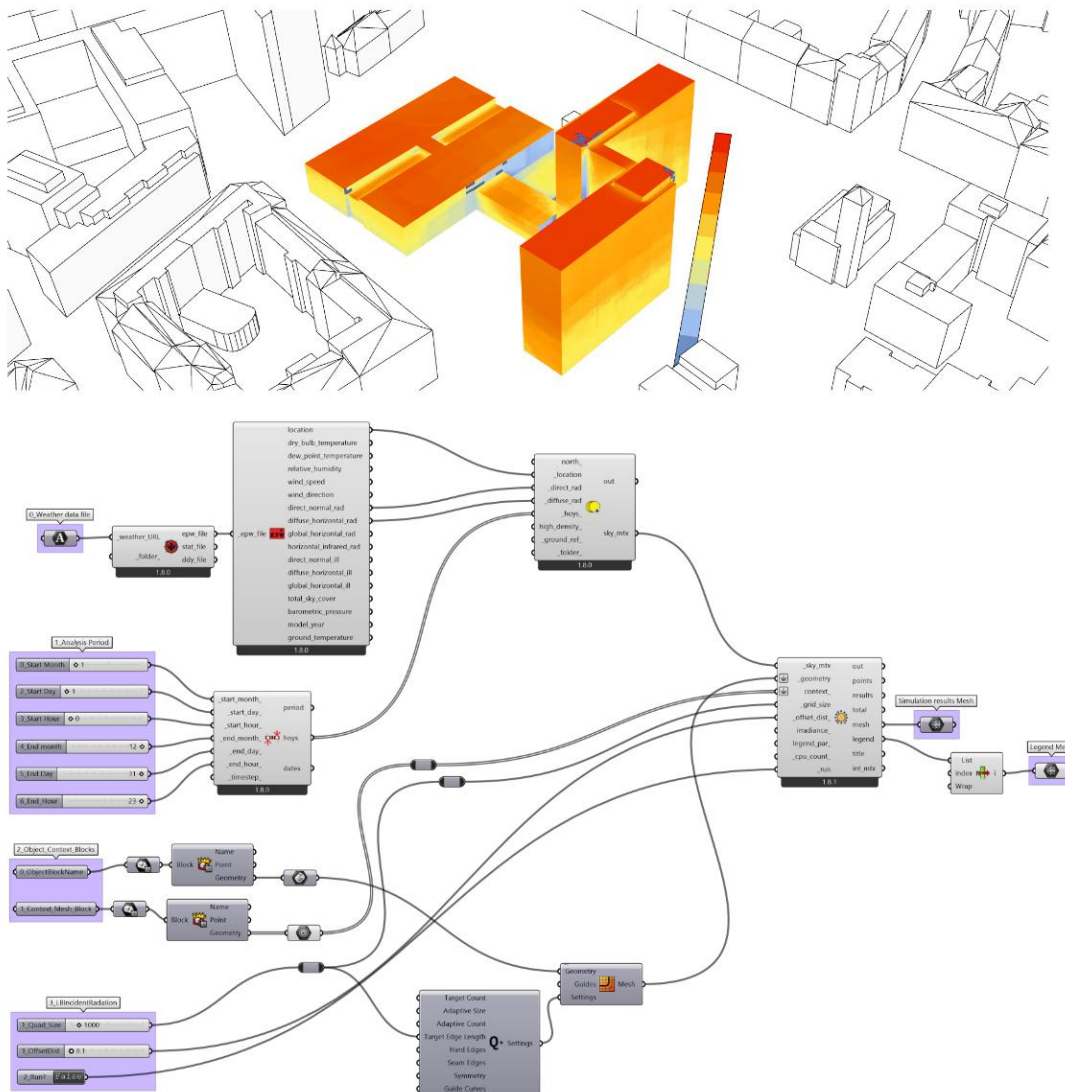 0_Weather data file
A
_weather_URL
_folder_
epw_file
stat_file
ddy_file
1.8.0
_epw_file
EPW
location
dry_bulb_temperature
dew_point_temperature
relative_humidity
wind_speed
wind_direction
direct_normal_rad
diffuse_horizontal_rad
global_horizontal_rad
horizontal_infrared_rad
direct_normal_ill
diffuse_horizontal_ill
global_horizontal_ill
total_sky_cover
barometric_pressure
model_year
ground_temperature
1.8.0
north_
_location
_direct_rad
_diffuse_rad
_hoys_
high_density_
_ground_ref_
_folder_
out
sky_mtx
1.8.0
1_Analysis Period
0_Start Month 1
2_Start Day 1
3_Start Hour 0
4_End month 12
5_End Day 31
6_End_Hour 23
_start_month_
_start_day_
_start_hour_
_end_month_
_end_day_
_end_hour_
_timestep_
period
hoys
dates
1.8.0
_sky_mtx
_geometry
context_
_grid_size
_offset_dist_
irradiance_
legend_par_
_cpu_count_
_run
out
points
results
total
mesh
legend
title
int_mtx
1.8.1
Simulation results Mesh
List
Index
Wrap
i
Legend Me
2_Object_Context_Blocks
0_ObjectBlockName
1_Context_Mesh_Block
Block
Name
Point
Geometry
Block
Name
Point
Geometry
3_LBIncidentRadation
1_Quad_Size 1000
1_OffsetDist 0.1
2_Run? False
Target Count
Adaptive Size
Adaptive Count
Target Edge Length
Hard Edges
Seam Edges
Symmetry
Guide Curves
Q
Settings
Geometry
Guides
Settings
Mesh